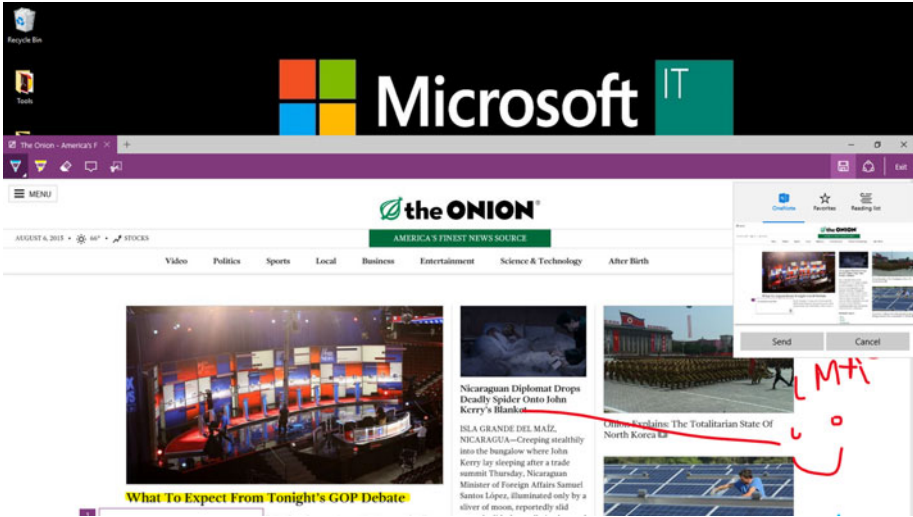 Recycle Bin
Tools
Microsoft
IT
The Onion - America's F
Exit
MENU
the ONION
OneNote
Favorites
Reading list
AUGUST 6, 2015 • 66° • STOCKS
AMERICA'S FINEST NEWS SOURCE
Video Politics Sports Local Business Entertainment Science & Technology After Birth
Send
Cancel
Nicaraguan Diplomat Drops
Deadly Spider Onto John
Kerry's Blanket
ISLA GRANDE DEL MAÍZ,
NICARAGUA—Creeping stealthily
into the bungalow where John
Kerry lay sleeping after a trade
summit Thursday, Nicaraguan
Minister of Foreign Affairs Samuel
Santos López, illuminated only by a
sliver of moon, reportedly slid
Onion Explains: The Totalitarian State Of
North Korea
What To Expect From Tonight's GOP Debate
1